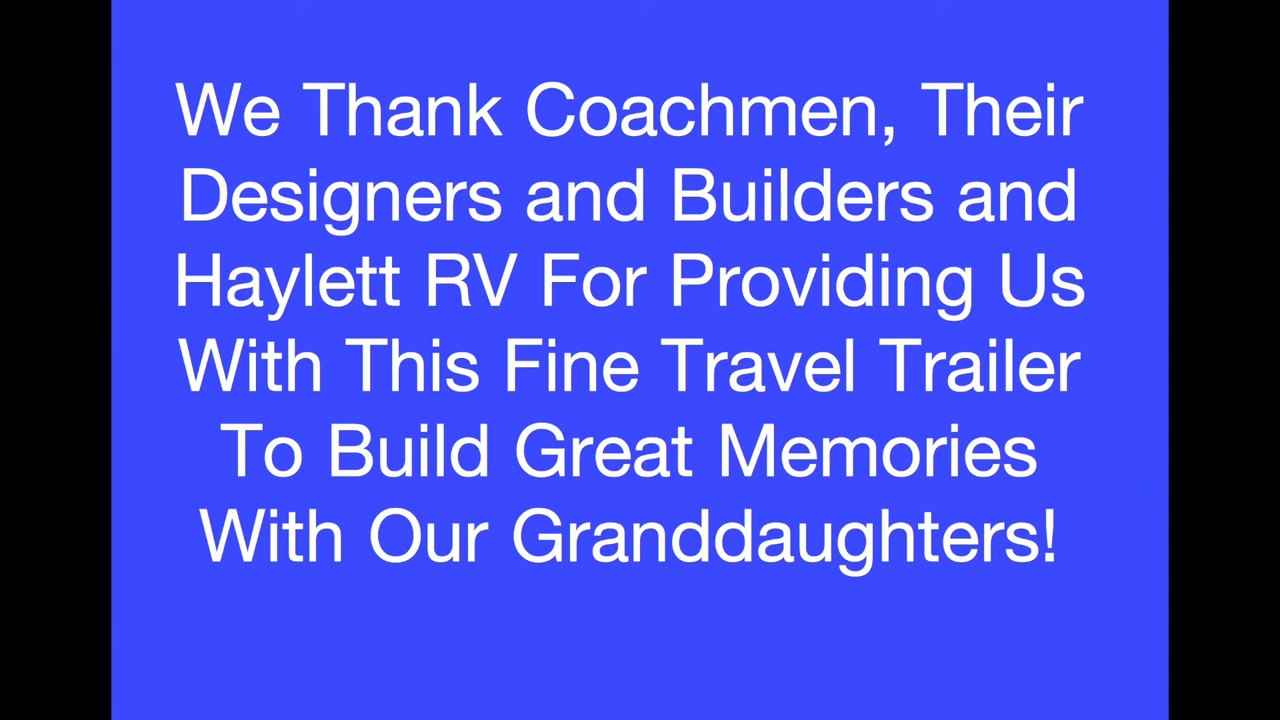 We Thank Coachmen, Their
Designers and Builders and
Haylett RV For Providing Us
With This Fine Travel Trailer
To Build Great Memories
With Our Granddaughters!